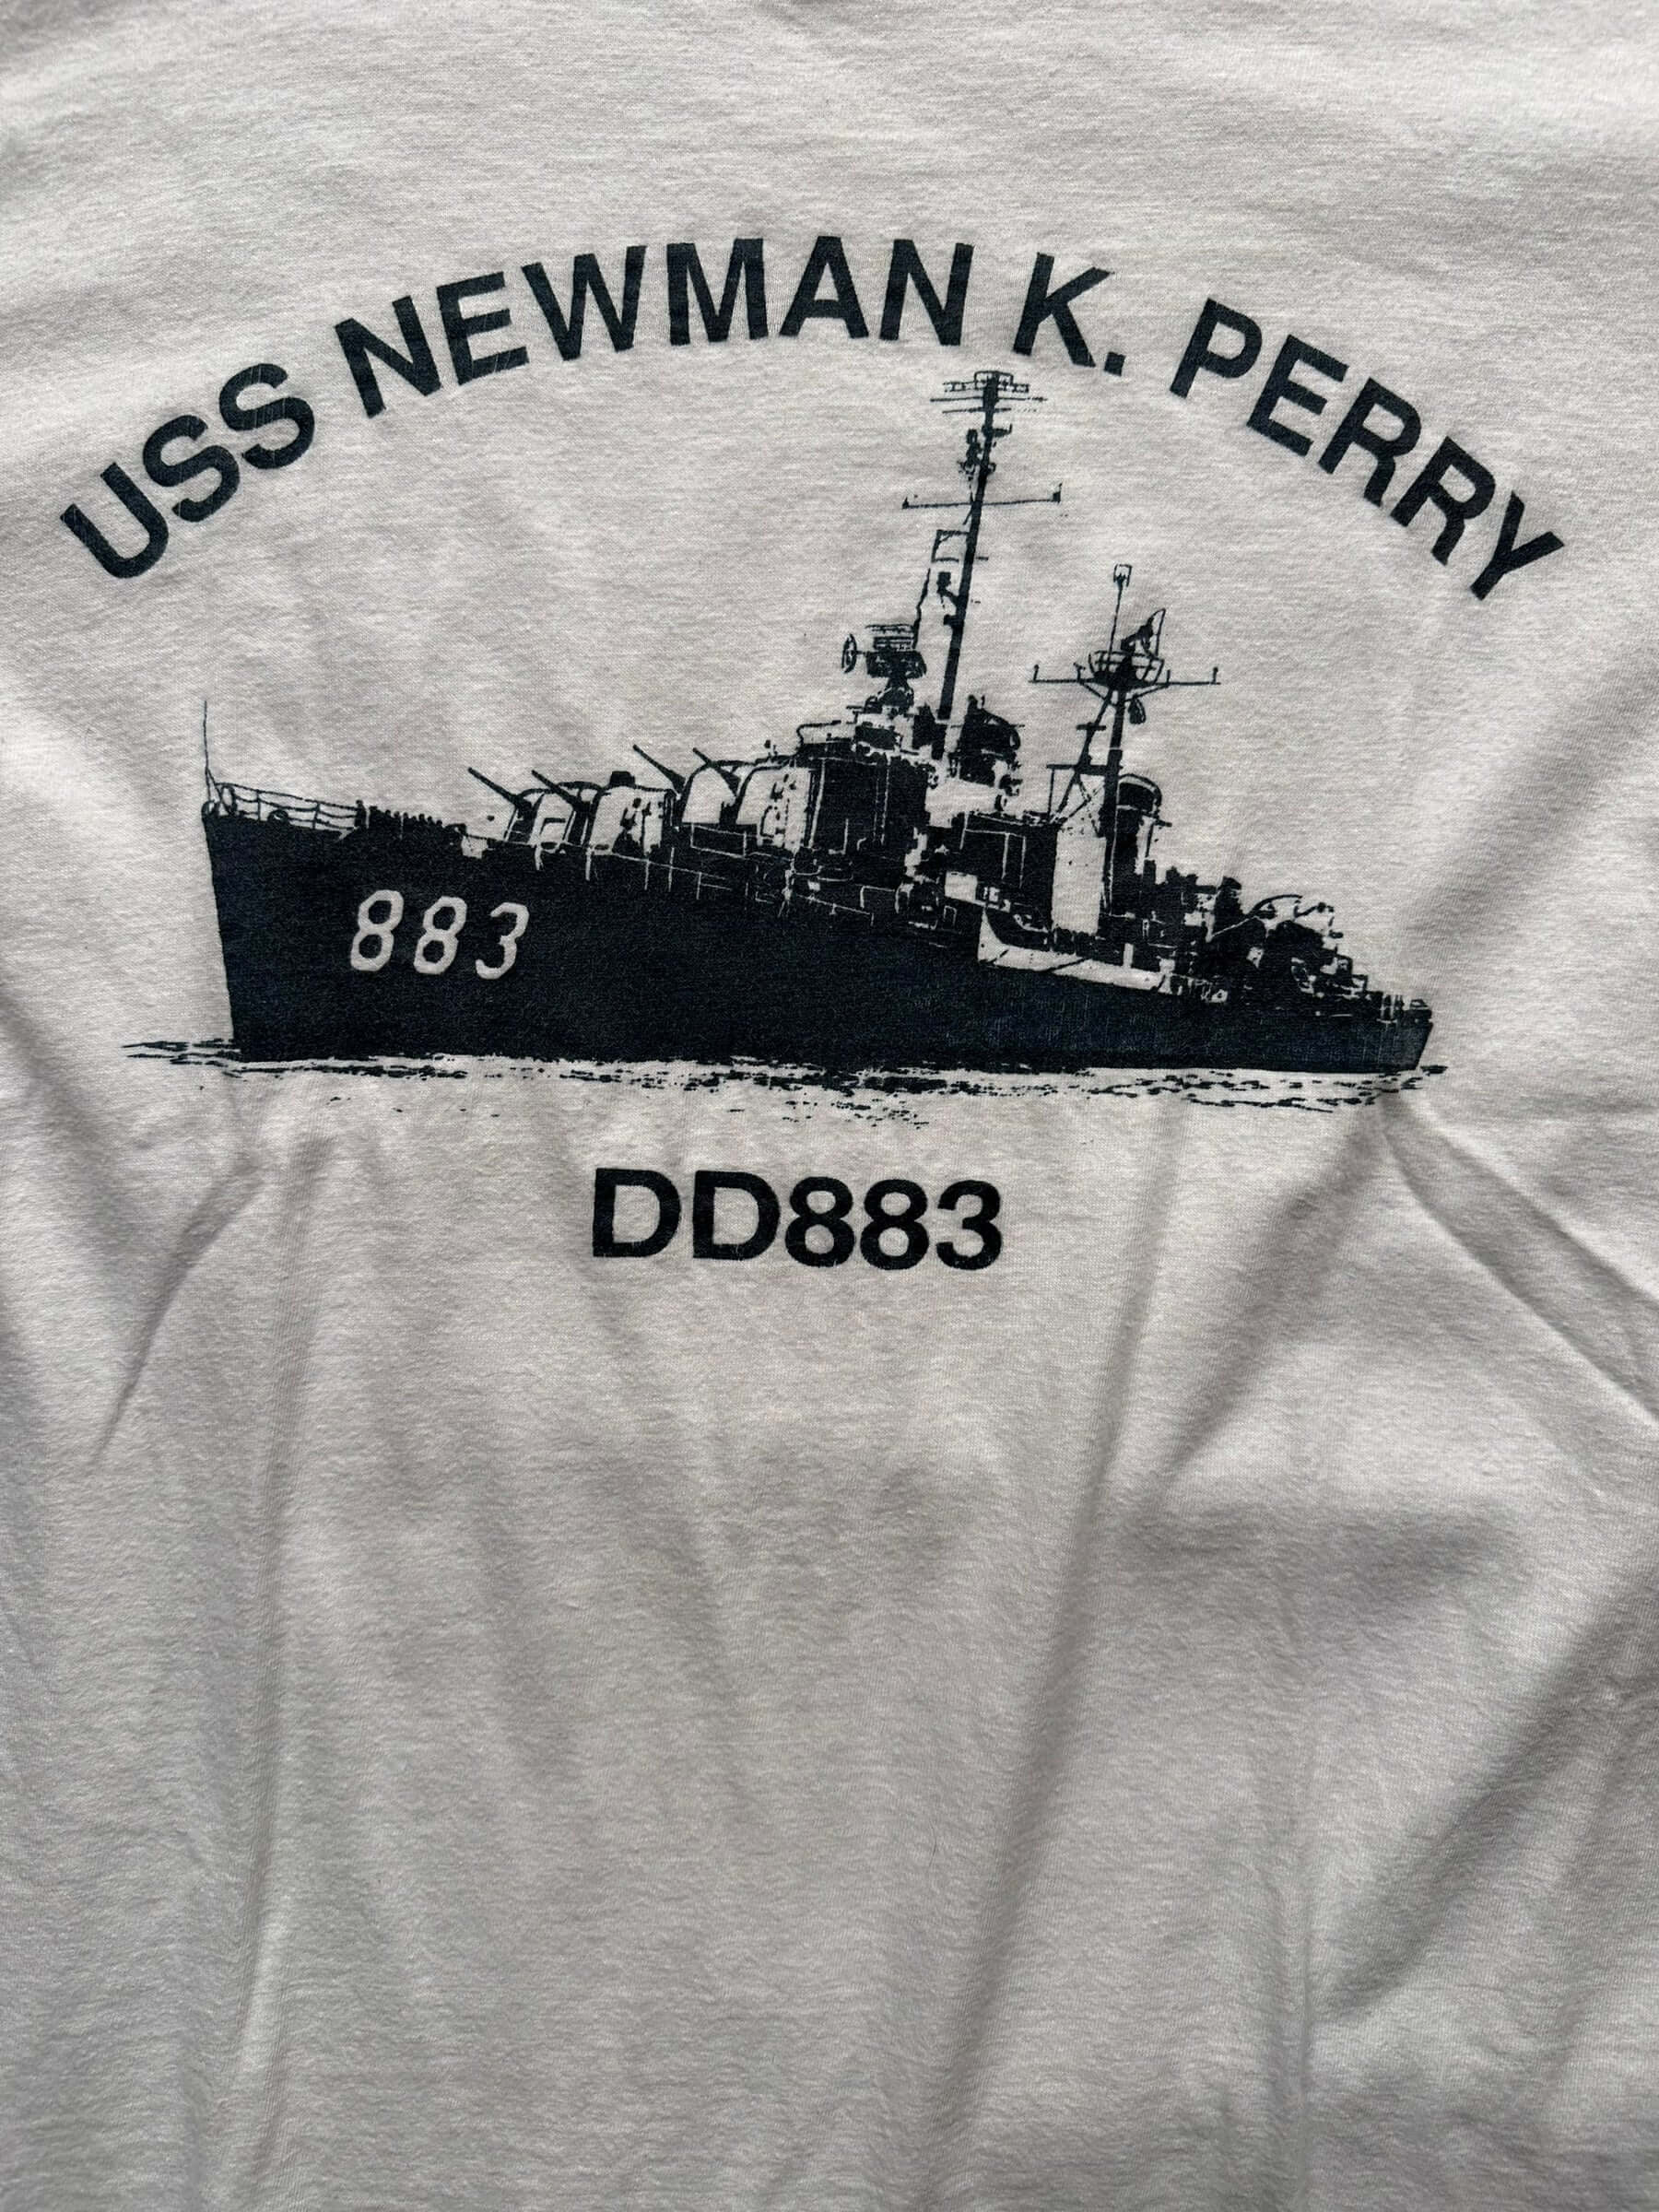 USS NEWMAN K. PERRY
883
DD883